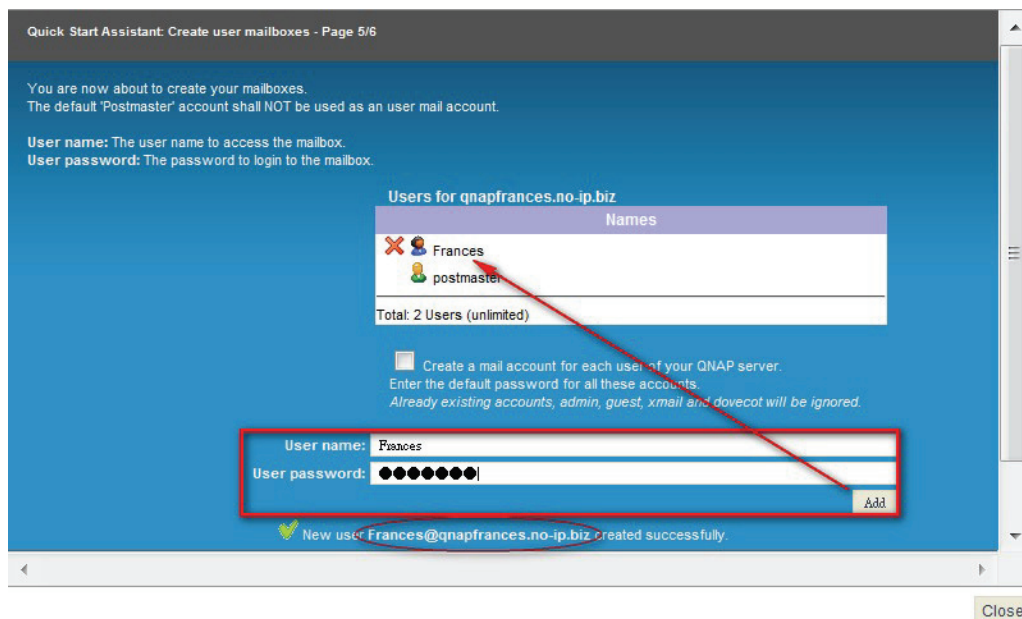 Quick Start Assistant: Create user mailboxes - Page 5/6
You are now about to create your mailboxes.
The default 'Postmaster' account shall NOT be used as an user mail account.
User name: The user name to access the mailbox.
User password: The password to login to the mailbox.
Users for qnapfrances.no-ip.biz
Names
Frances
postmaster
Total: 2 Users (unlimited)
Create a mail account for each user of your QNAP server.
Enter the default password for all these accounts.
Already existing accounts, admin, guest, xmail and dovecot will be ignored.
User name: Frances
User password: ●●●●●●●
Add
New user Frances@qnapfrances.no-ip.biz created successfully.
Close